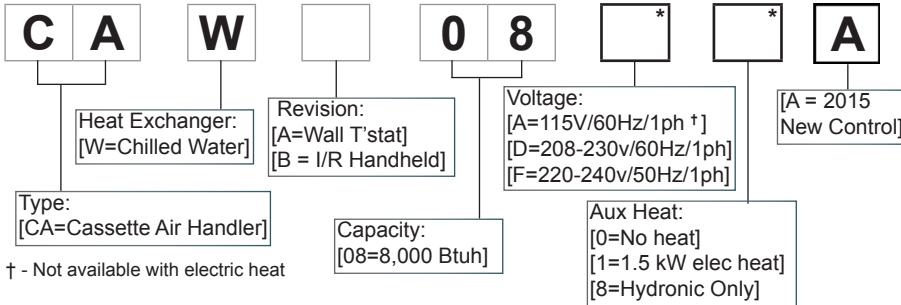 C A W 0 8 * * A
Heat Exchanger:
[W=Chilled Water]
Revision:
[A=Wall T’stat]
[B = I/R Handheld]
Voltage:
[A=115V/60Hz/1ph †]
[D=208-230v/60Hz/1ph]
[F=220-240v/50Hz/1ph]
[A = 2015
New Control]
Type:
[CA=Cassette Air Handler]
Capacity:
[08=8,000 Btuh]
Aux Heat:
[0=No heat]
[1=1.5 kW elec heat]
[8=Hydronic Only]
† - Not available with electric heat